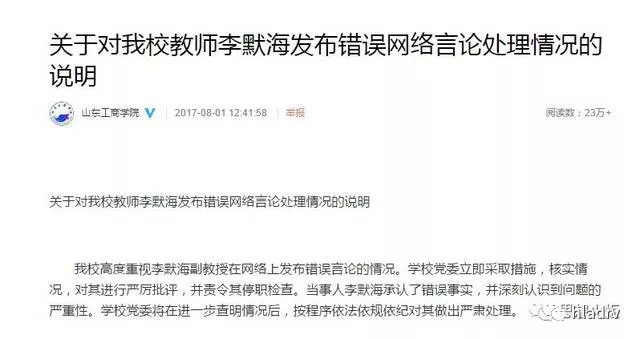 关于对我校教师李默海发布错误网络言论处理情况的
说明
山东工商学院 2017-08-01 12:41:58 举报 阅读数：23万+
关于对我校教师李默海发布错误网络言论处理情况的说明
我校高度重视李默海副教授在网络上发布错误言论的情况。学校党委立即采取措施，核实情
况，对其进行严厉批评，并责令其停职检查。当事人李默海承认了错误事实，并深刻认识到问题的
严重性。学校党委将在进一步查明情况后，按程序依法依规依纪对其做出严肃处理。